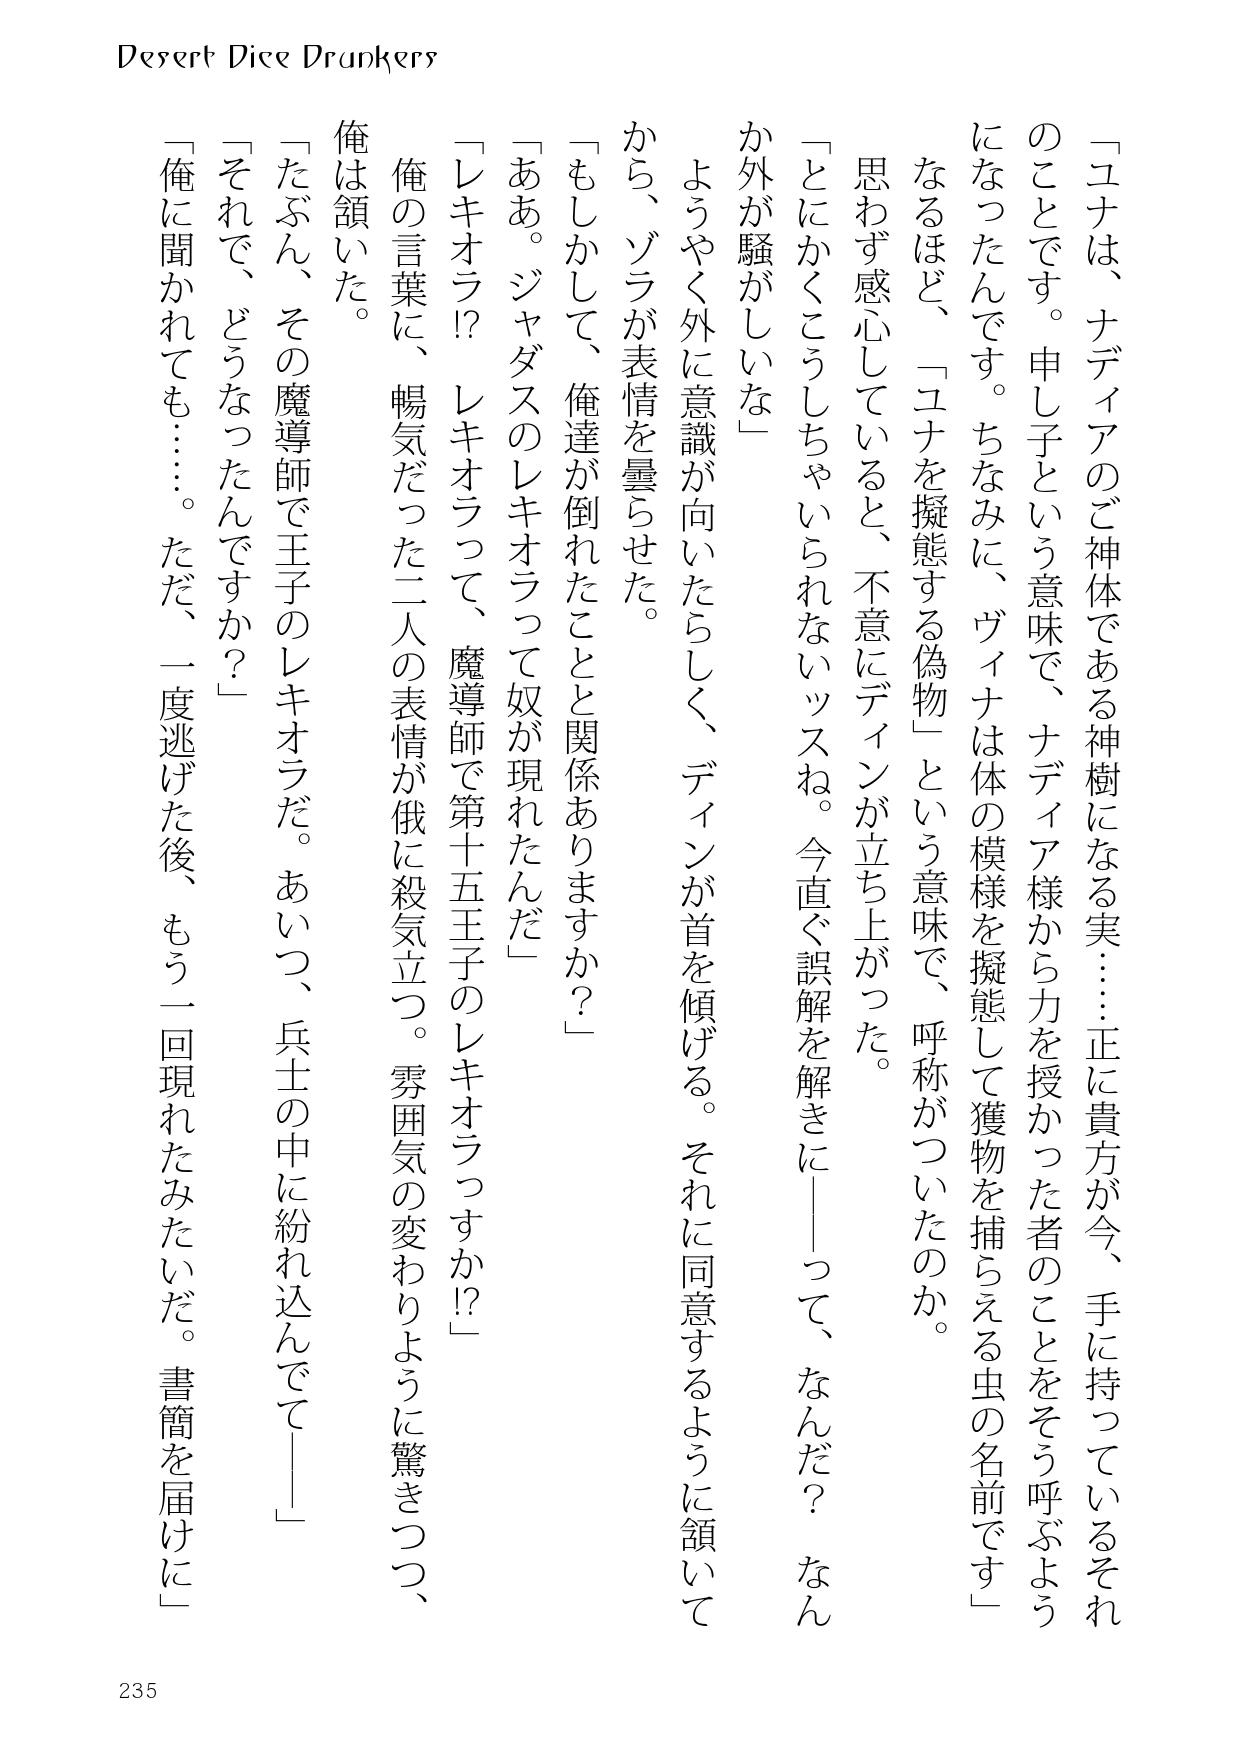 Desert Dice Drunkers
「ユナは、ナディアのご神体である神樹になる実……正に貴方が今、手に持っているそれ
のことです。申し子という意味で、ナディア様から力を授かった者のことをそう呼ぶよう
になったんです。ちなみに、ヴィナは体の模様を擬態して獲物を捕らえる虫の名前です」
　なるほど、「ユナを擬態する偽物」という意味で、呼称がついたのか。
　思わず感心していると、不意にディンが立ち上がった。
「とにかくこうしちゃいられないッスね。今直ぐ誤解を解きに――って、なんだ？　なん
か外が騒がしいな」
　ようやく外に意識が向いたらしく、ディンが首を傾げる。それに同意するように頷いて
から、ゾラが表情を曇らせた。
「もしかして、俺達が倒れたことと関係ありますか？」
「ああ。ジャダスのレキオラって奴が現れたんだ」
「レキオラ!?　レキオラって、魔導師で第十五王子のレキオラっすか!?」
　俺の言葉に、暢気だった二人の表情が俄に殺気立つ。雰囲気の変わりように驚きつつ、
俺は頷いた。
「たぶん、その魔導師で王子のレキオラだ。あいつ、兵士の中に紛れ込んでて――」
「それで、どうなったんですか？」
「俺に聞かれても……。ただ、一度逃げた後、もう一回現れたみたいだ。書簡を届けに」
235